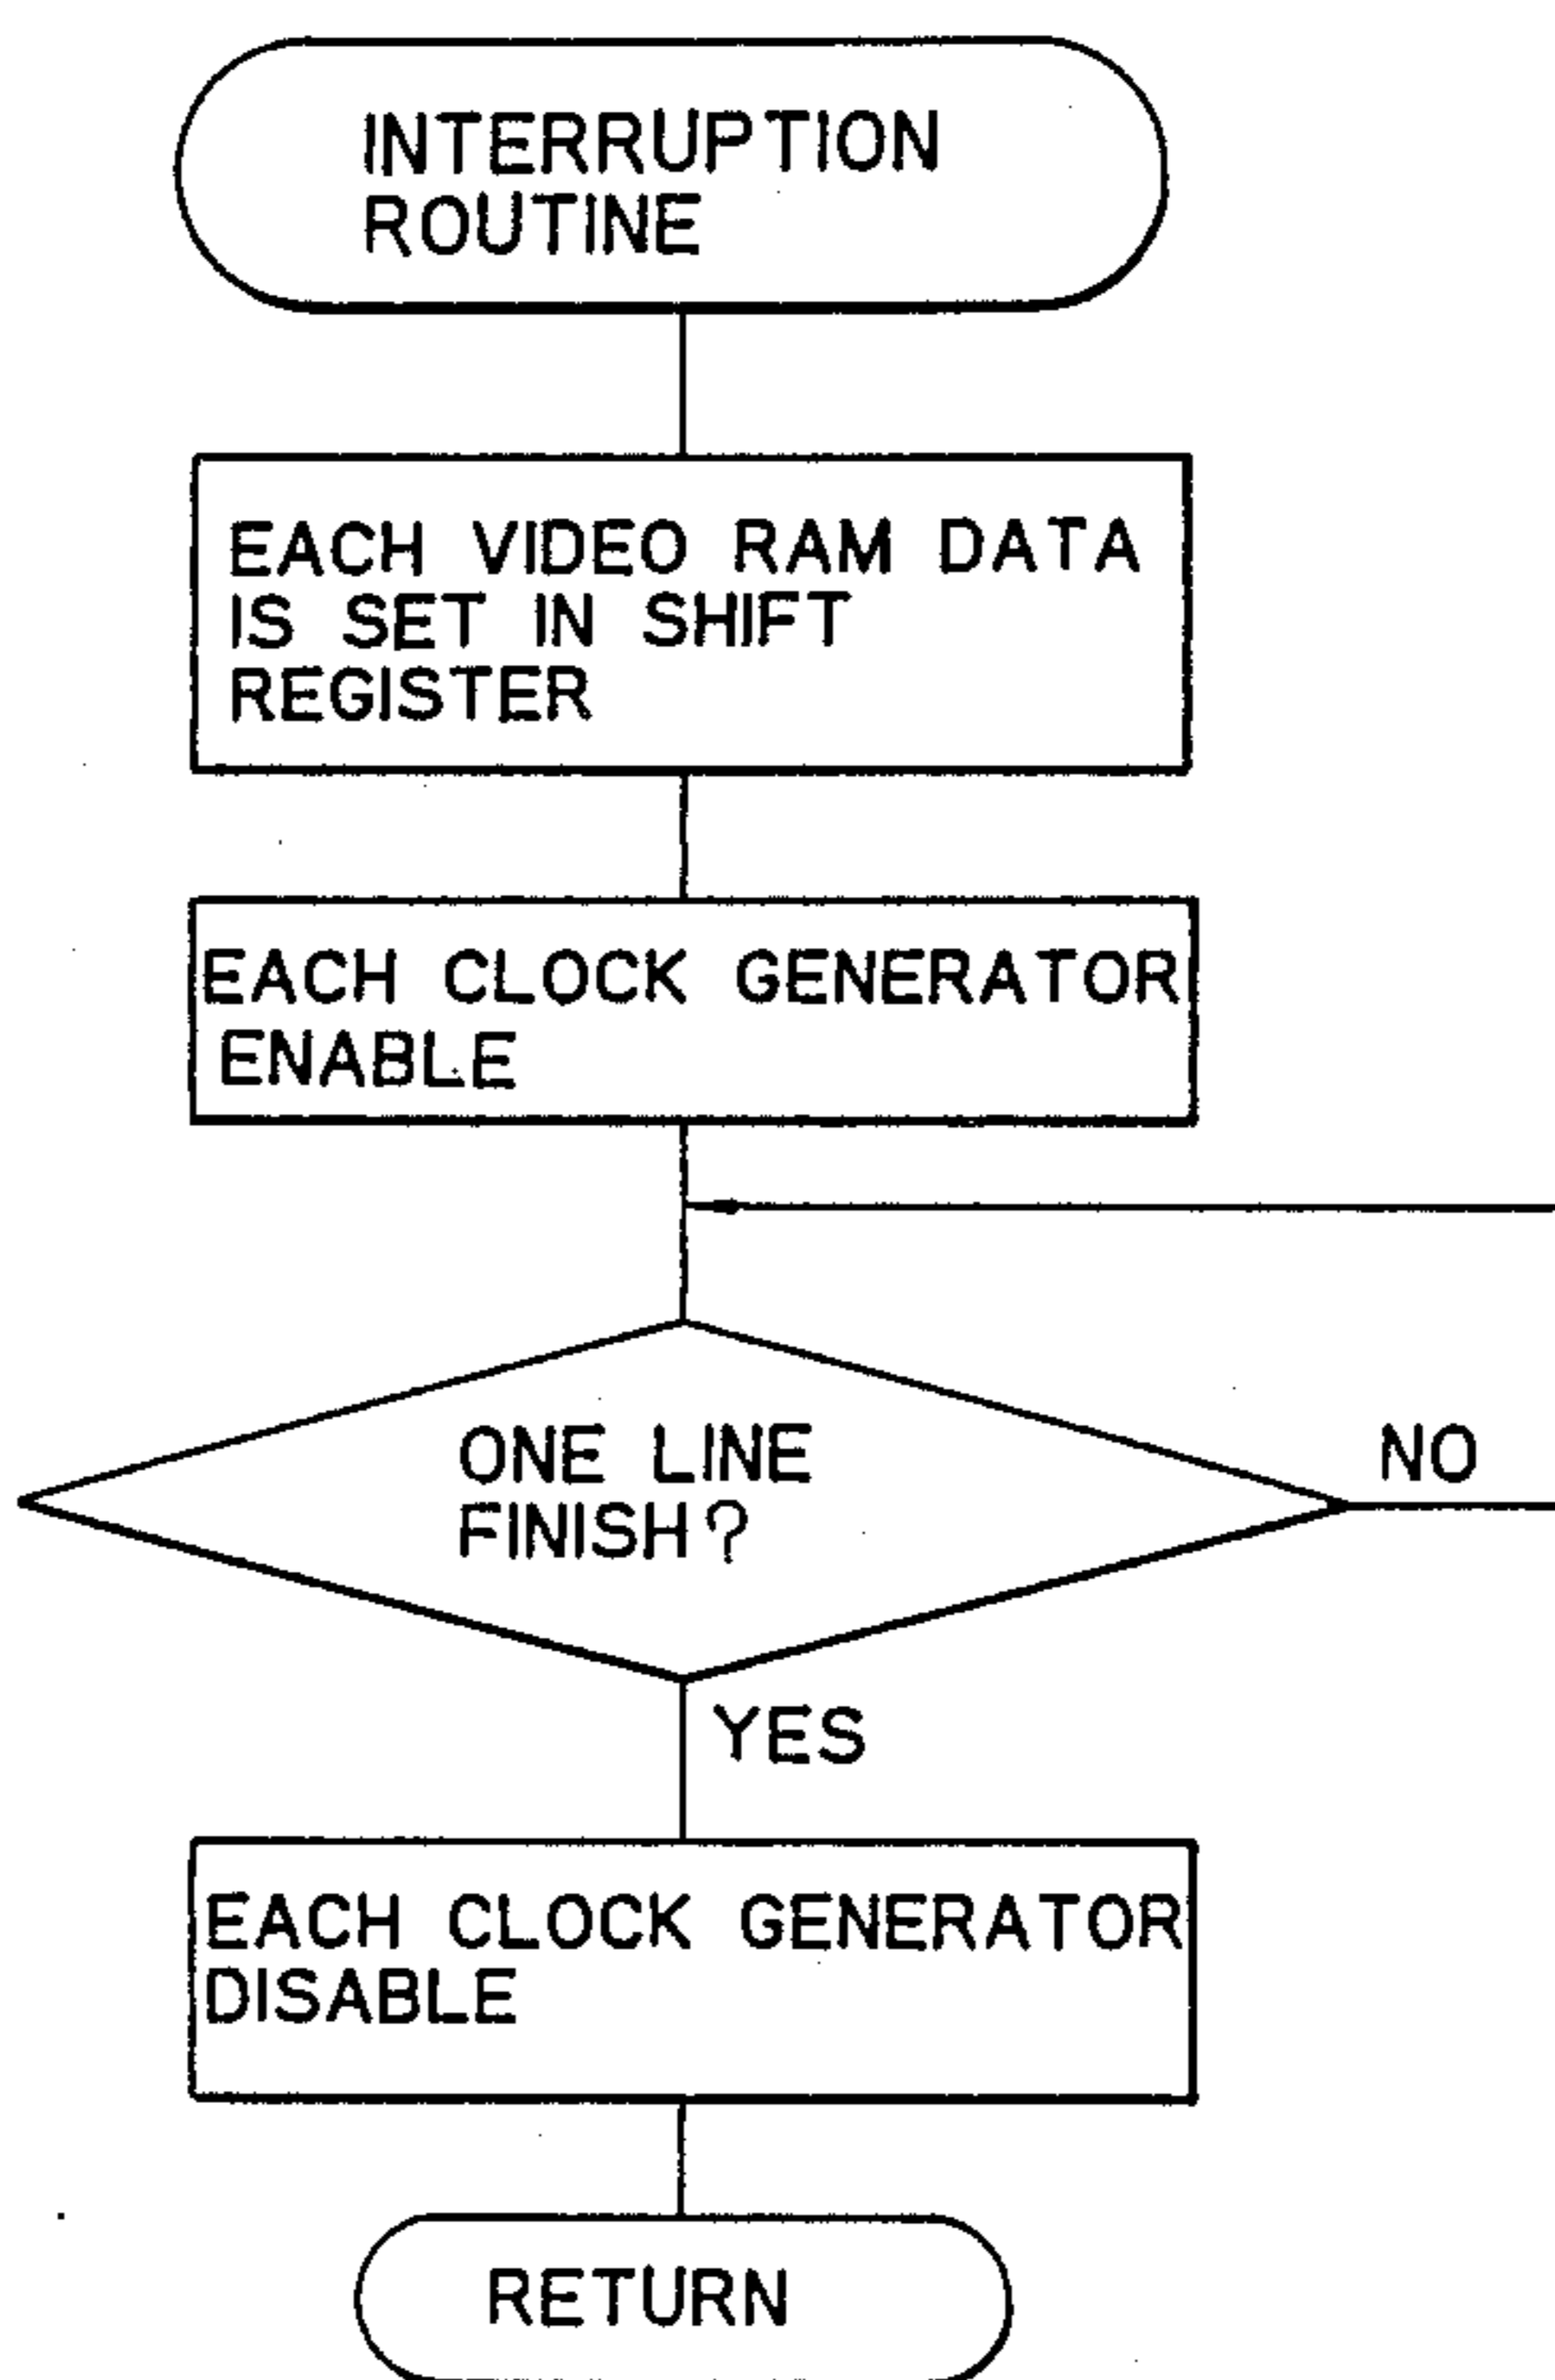 INTERRUPTION
ROUTINE
EACH VIDEO RAM DATA
IS SET IN SHIFT
REGISTER
EACH CLOCK GENERATOR
ENABLE
ONE LINE
FINISH?
NO
YES
EACH CLOCK GENERATOR
DISABLE
RETURN